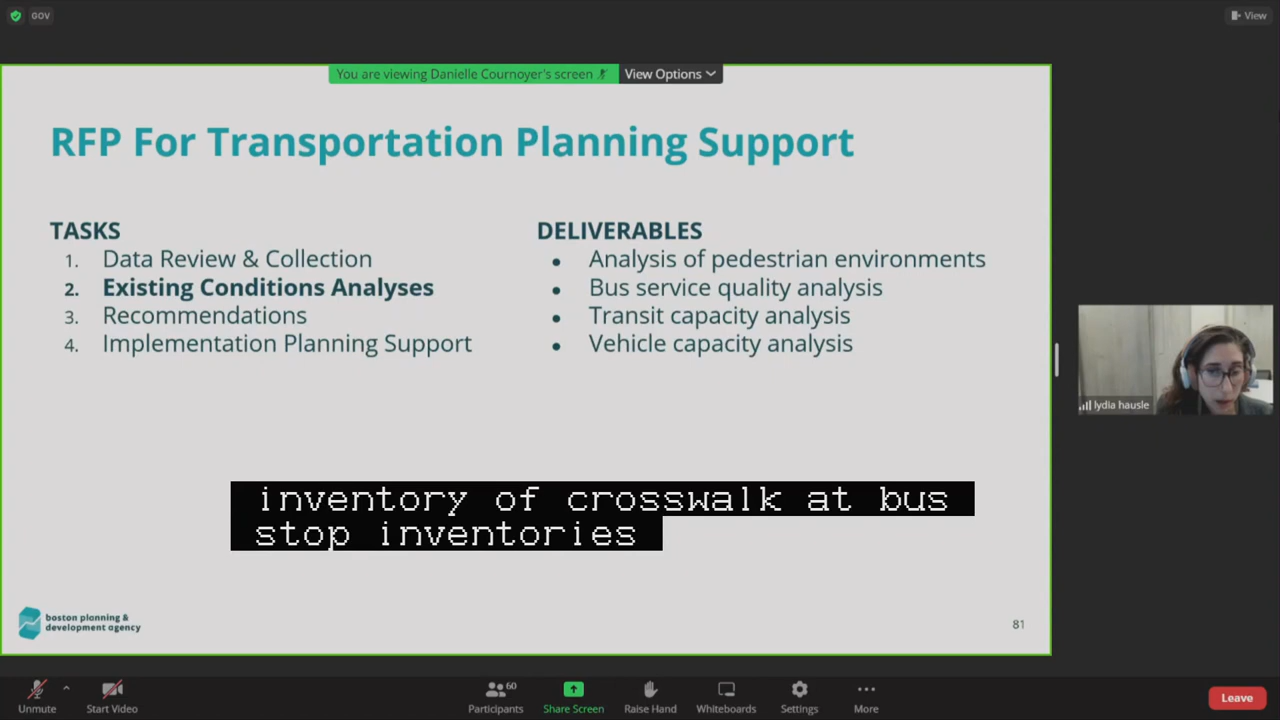 GOV
View
You are viewing Danielle Cournoyer's screen
View Options
RFP For Transportation Planning Support
TASKS
1. Data Review & Collection
2. Existing Conditions Analyses
3. Recommendations
4. Implementation Planning Support
DELIVERABLES
• Analysis of pedestrian environments
• Bus service quality analysis
• Transit capacity analysis
• Vehicle capacity analysis
lydia hausle
inventory of crosswalk at bus
stop inventories
boston planning &
development agency
81
Unmute
Start Video
60
Participants
Share Screen
Raise Hand
Whiteboards
Settings
More
Leave